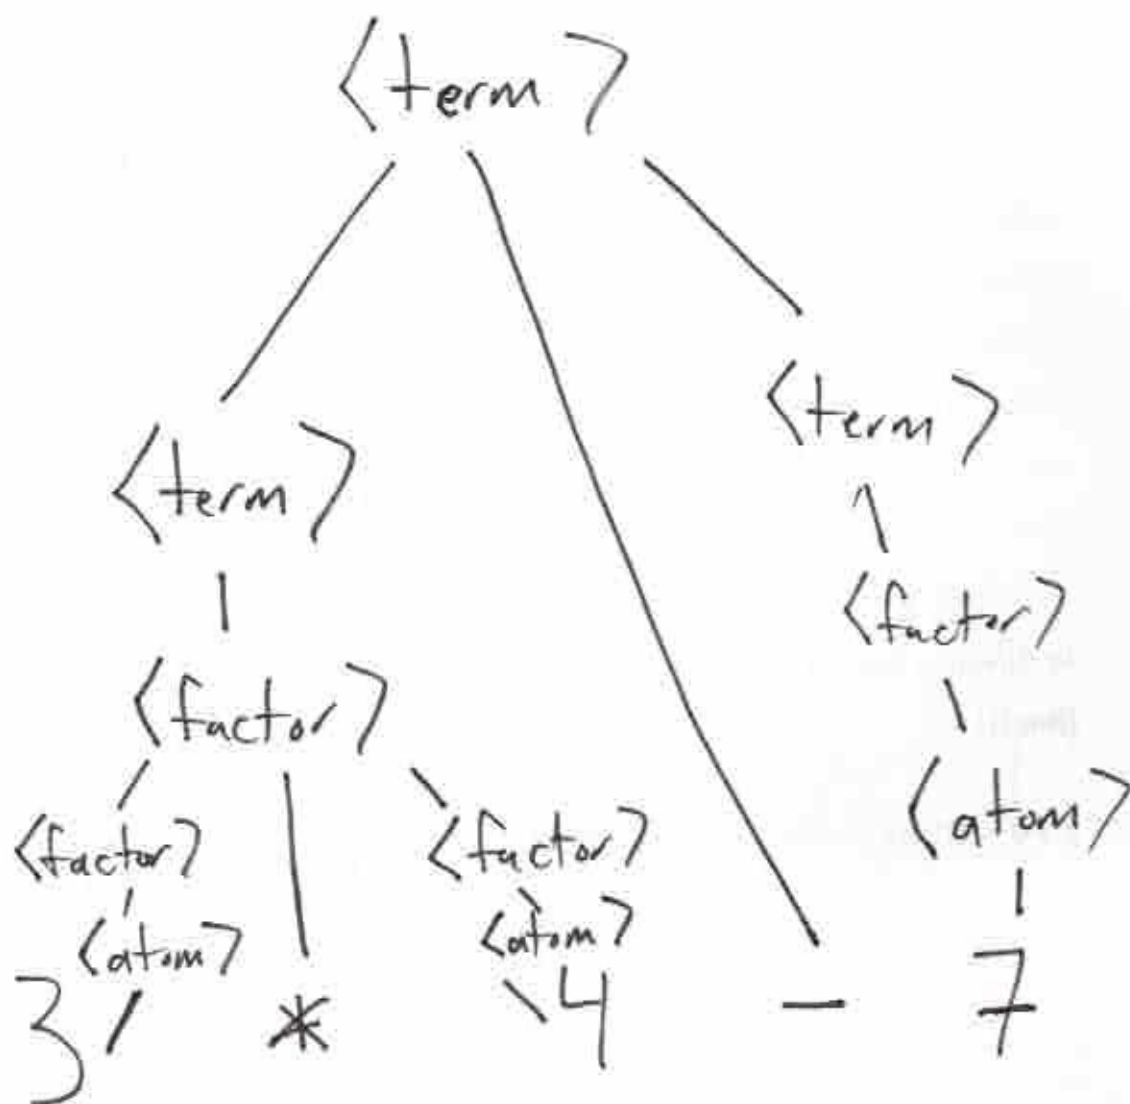 <term>
<term>
<term>
<factor>
<factor>
<factor> <factor> <atom>
<atom> <atom>
3 * 4 - 7